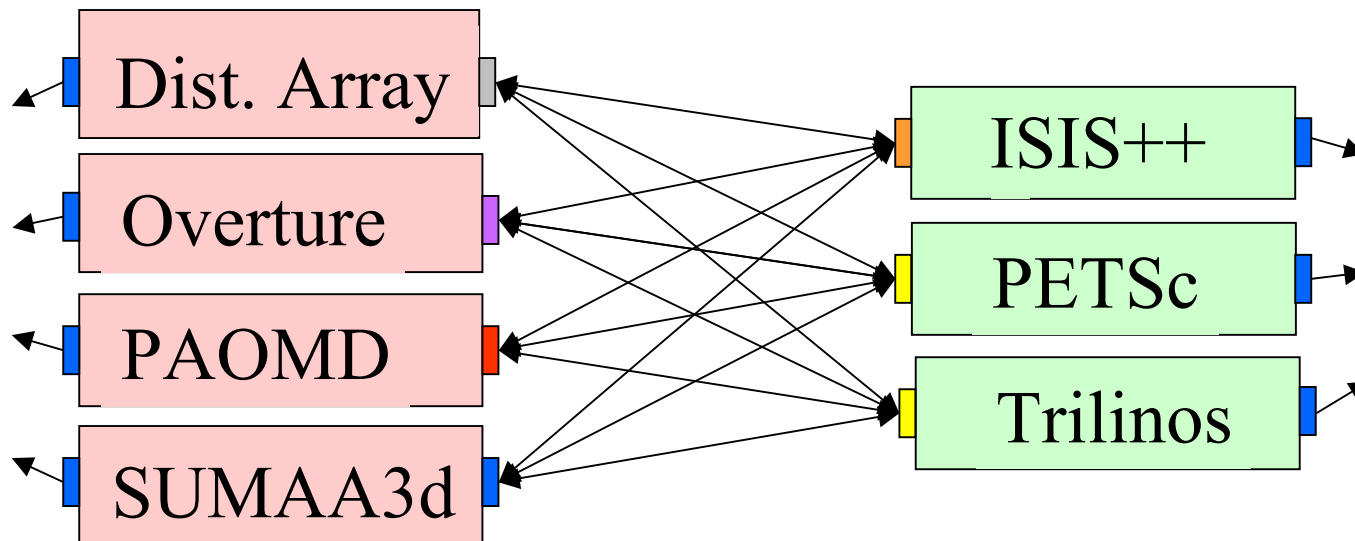 Dist. Array
Overture
PAOMD
SUMAA3d
ISIS++
PETSc
Trilinos